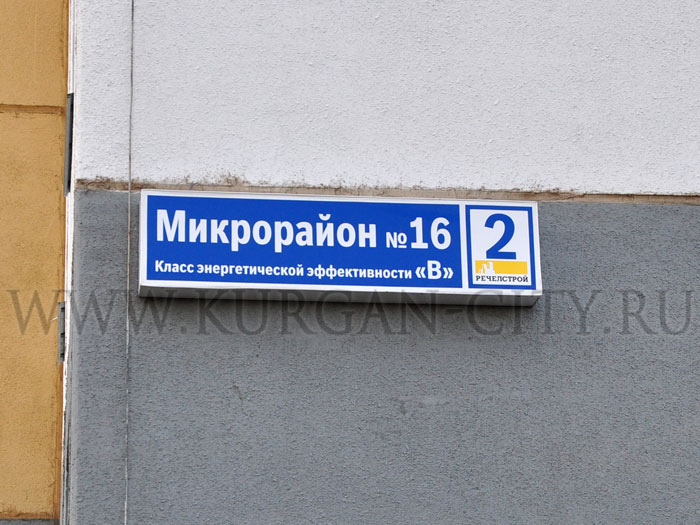 Микрорайон №16
Класс энергетической эффективности «В»
2
РЕЧЕЛСТРОЙ
WWW.KURGAN-CITY.RU